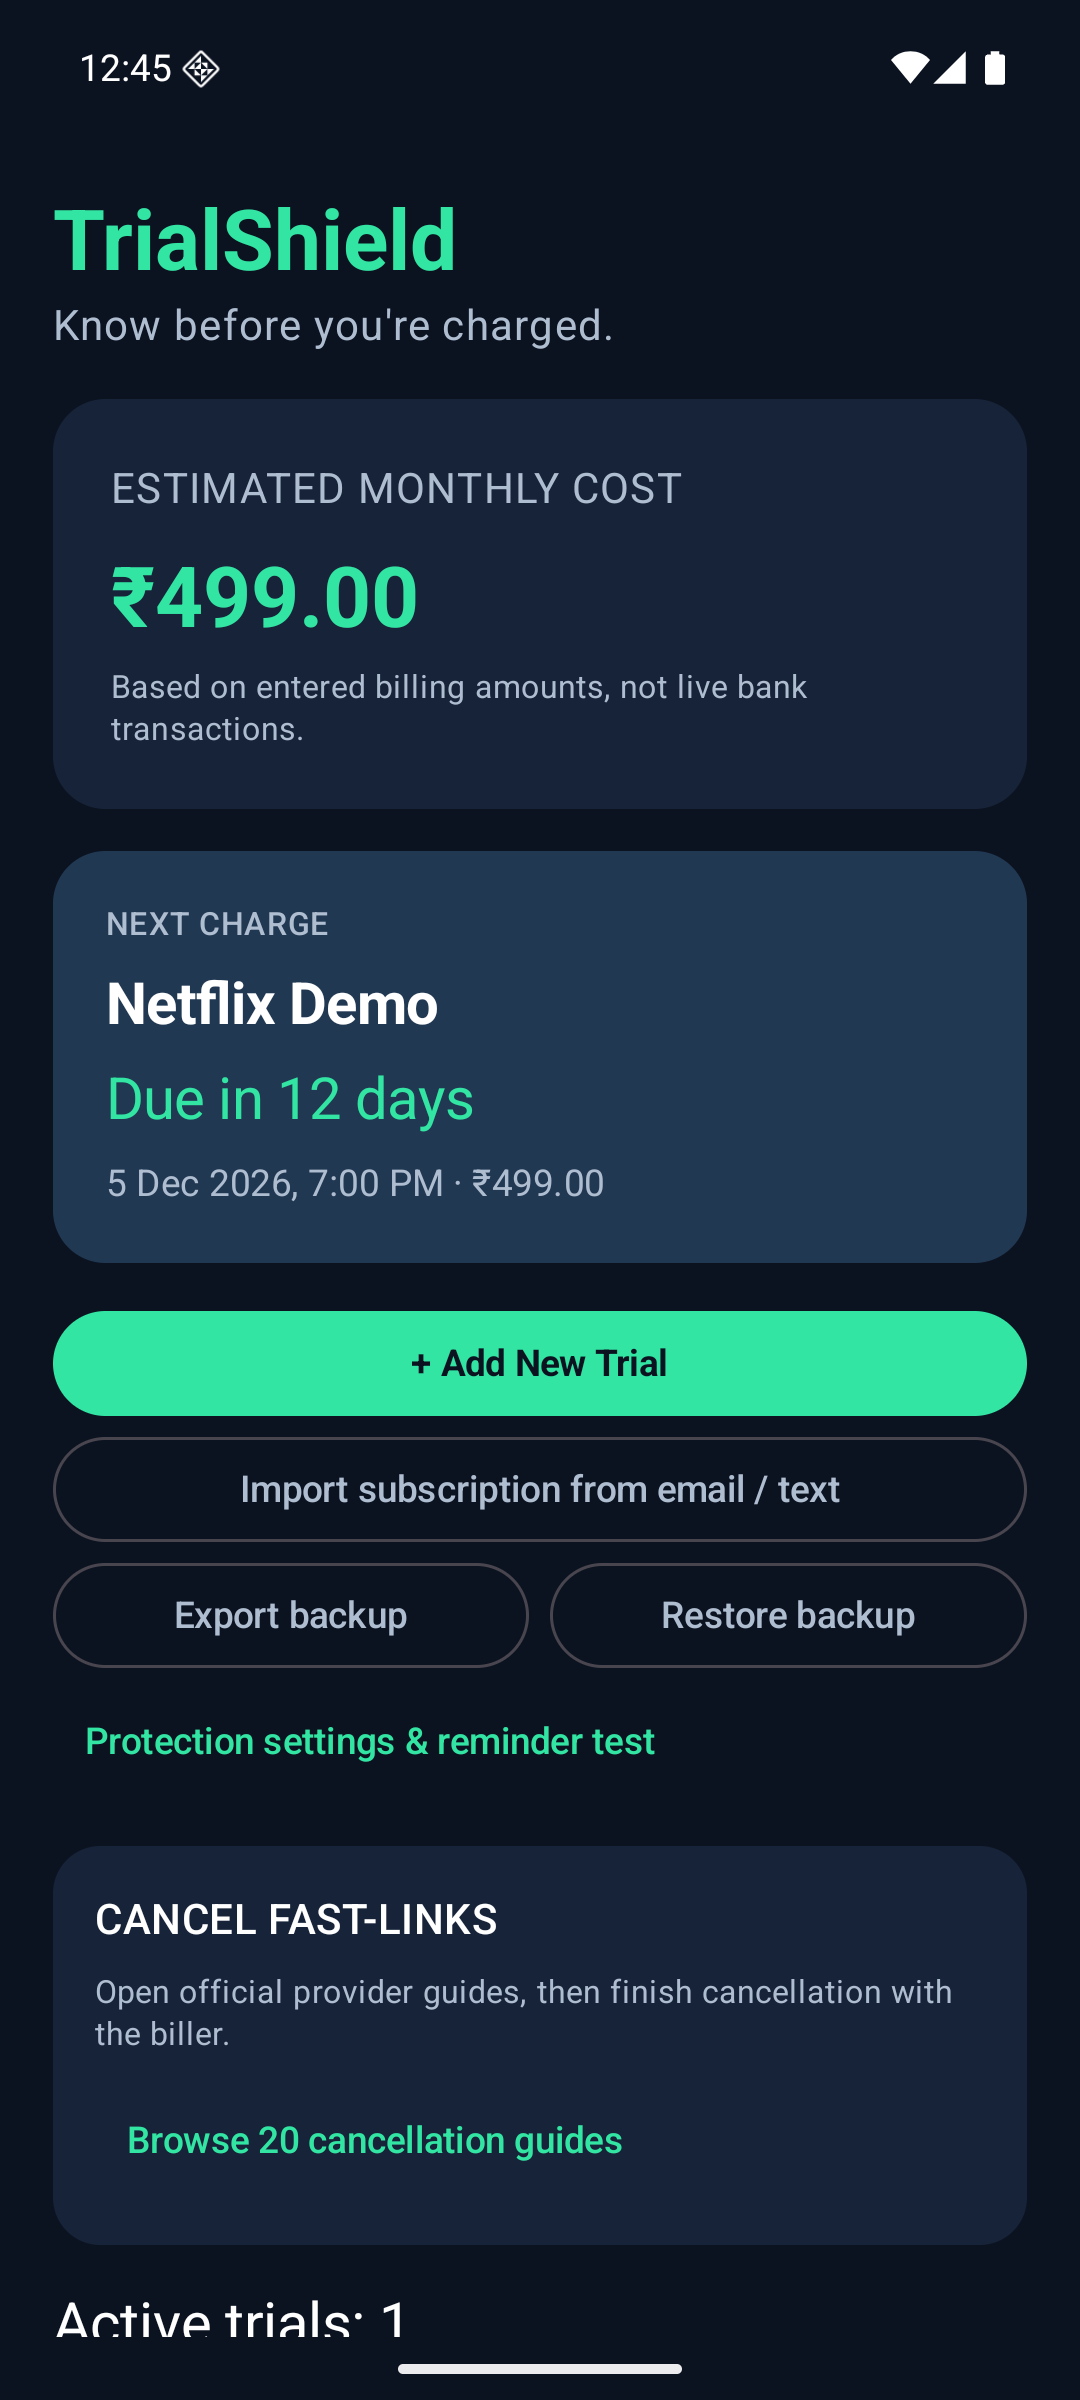 12:45
TrialShield
Know before you're charged.
ESTIMATED MONTHLY COST
₹499.00
Based on entered billing amounts, not live bank
transactions.
NEXT CHARGE
Netflix Demo
Due in 12 days
5 Dec 2026, 7:00 PM · ₹499.00
+ Add New Trial
Import subscription from email / text
Export backup
Restore backup
Protection settings & reminder test
CANCEL FAST-LINKS
Open official provider guides, then finish cancellation with
the biller.
Browse 20 cancellation guides
Active trials: 1